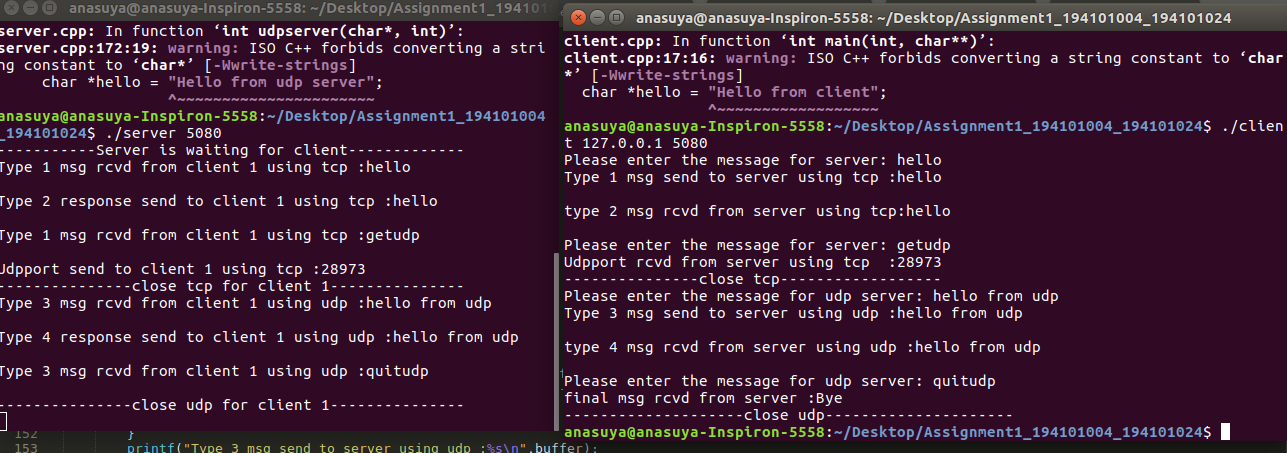 anasuya@anasuya-Inspiron-5558: ~/Desktop/Assignment1_194101
server.cpp: In function ‘int udpserver(char*, int)’:
server.cpp:172:19: warning: ISO C++ forbids converting a stri
ng constant to ‘char*’ [-Wwrite-strings]
char *hello = "Hello from udp server";
^~~~~~~~~~~~~~~~~~~~~~~
anasuya@anasuya-Inspiron-5558:~/Desktop/Assignment1_194101004
_194101024$ ./server 5080
-----------Server is waiting for client-------------
Type 1 msg rcvd from client 1 using tcp :hello
Type 2 response send to client 1 using tcp :hello
Type 1 msg rcvd from client 1 using tcp :getudp
Udpport send to client 1 using tcp :28973
---------------close tcp for client 1---------------
Type 3 msg rcvd from client 1 using udp :hello from udp
Type 4 response send to client 1 using udp :hello from udp
Type 3 msg rcvd from client 1 using udp :quitudp
---------------close udp for client 1---------------
152 }
153 printf("Type 3 msg send to server using udp :%s\n",buffer);
anasuya@anasuya-Inspiron-5558: ~/Desktop/Assignment1_194101004_194101024
client.cpp: In function ‘int main(int, char**)’:
client.cpp:17:16: warning: ISO C++ forbids converting a string constant to ‘char
*’ [-Wwrite-strings]
char *hello = "Hello from client";
^~~~~~~~~~~~~~~~~~~
anasuya@anasuya-Inspiron-5558:~/Desktop/Assignment1_194101004_194101024$ ./clien
t 127.0.0.1 5080
Please enter the message for server: hello
Type 1 msg send to server using tcp :hello
type 2 msg rcvd from server using tcp:hello
Please enter the message for server: getudp
Udpport rcvd from server using tcp  :28973
---------------close tcp------------------
Please enter the message for udp server: hello from udp
Type 3 msg send to server using udp :hello from udp
type 4 msg rcvd from server using udp :hello from udp
Please enter the message for udp server: quitudp
final msg rcvd from server :Bye
--------------------close udp---------------------
anasuya@anasuya-Inspiron-5558:~/Desktop/Assignment1_194101004_194101024$